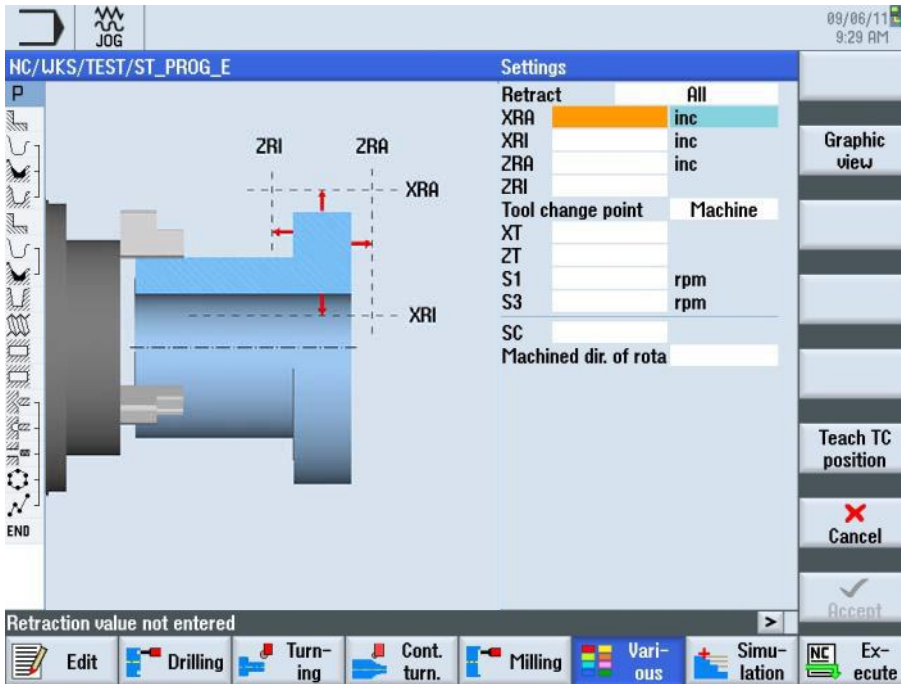 JOG
09/06/11
9:29 AM
NC/WKS/TEST/ST_PROG_E
Settings
P
END
ZRI
ZRA
XRA
XRI
Retract All
XRA inc
XRI inc
ZRA inc
ZRI
Tool change point Machine
XT
ZT
S1 rpm
S3 rpm
SC
Machined dir. of rota
Graphic
view
Teach TC
position
Cancel
Accept
Retraction value not entered
>
Edit
Drilling
Turn-
ing
Cont.
turn.
Milling
Vari-
ous
Simu-
lation
NC
Ex-
ecute